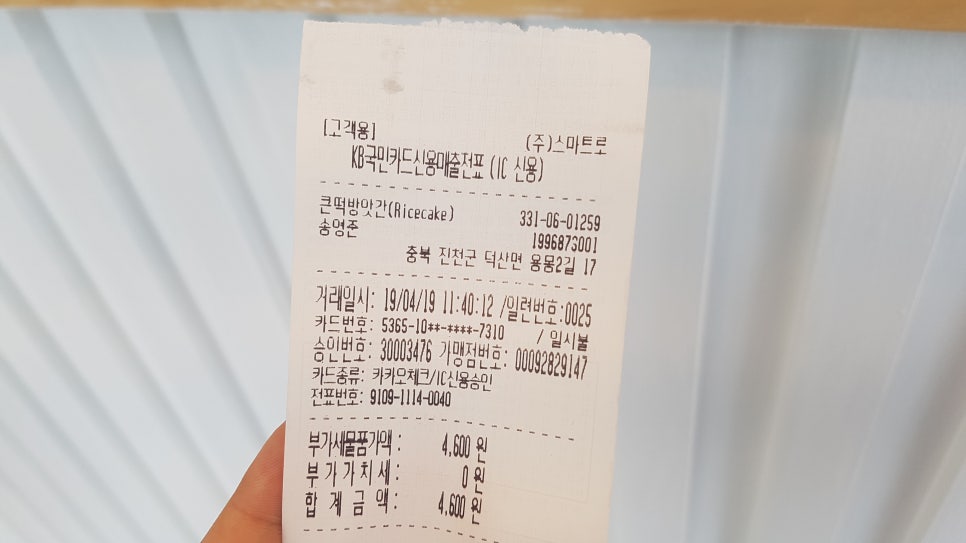 [고객용]
(주)스마트로
KB국민카드신용매출전표 (IC 신용)
큰떡방앗간(Ricecake) 331-06-01259
송영준 1996873001
충북 진천군 덕산면 용몽2길 17
거래일시: 19/04/19 11:40:12 /일련번호:0025
카드번호: 5365-10**-****-7310 / 일시불
승인번호: 30003476 가맹점번호: 00092829147
카드종류: 카카오체크/IC신용승인
전표번호: 9109-1114-0040
부가세물품가액 : 4,600 원
부 가 가 치 세 : 0 원
합 계 금 액 : 4,600 원